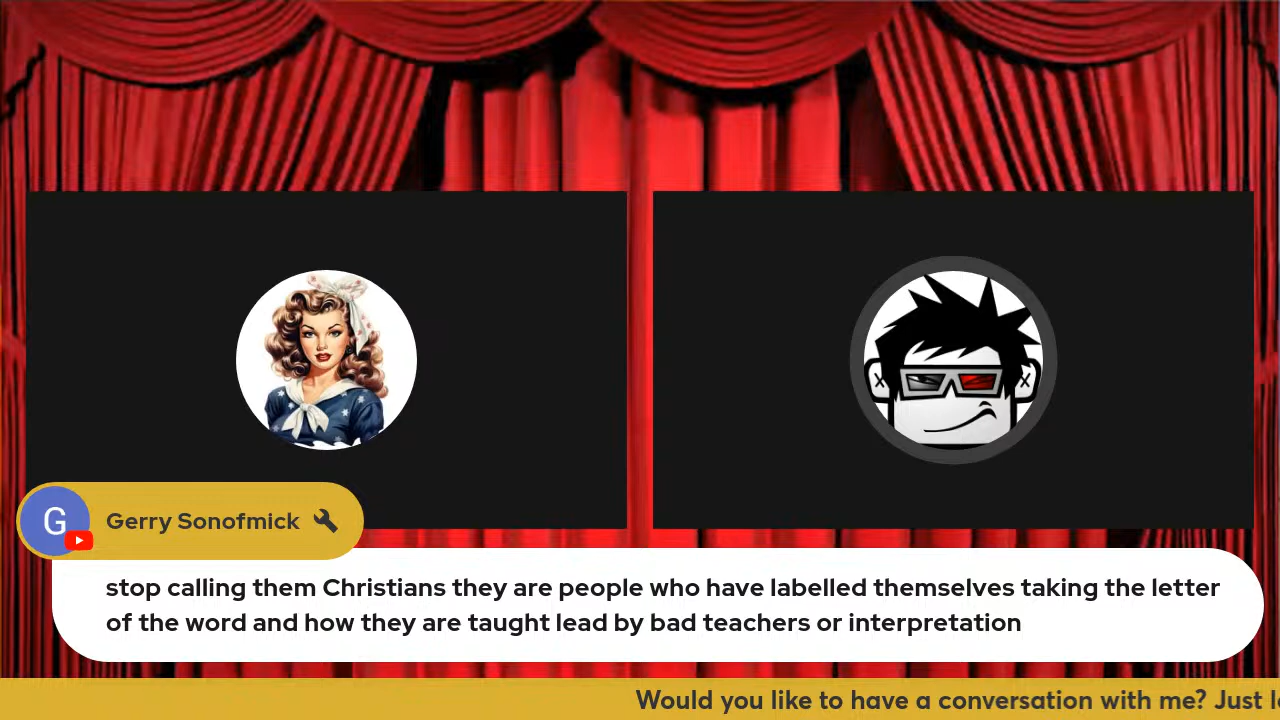 G
Gerry Sonofmick
stop calling them Christians they are people who have labelled themselves taking the letter
of the word and how they are taught lead by bad teachers or interpretation
Would you like to have a conversation with me? Just